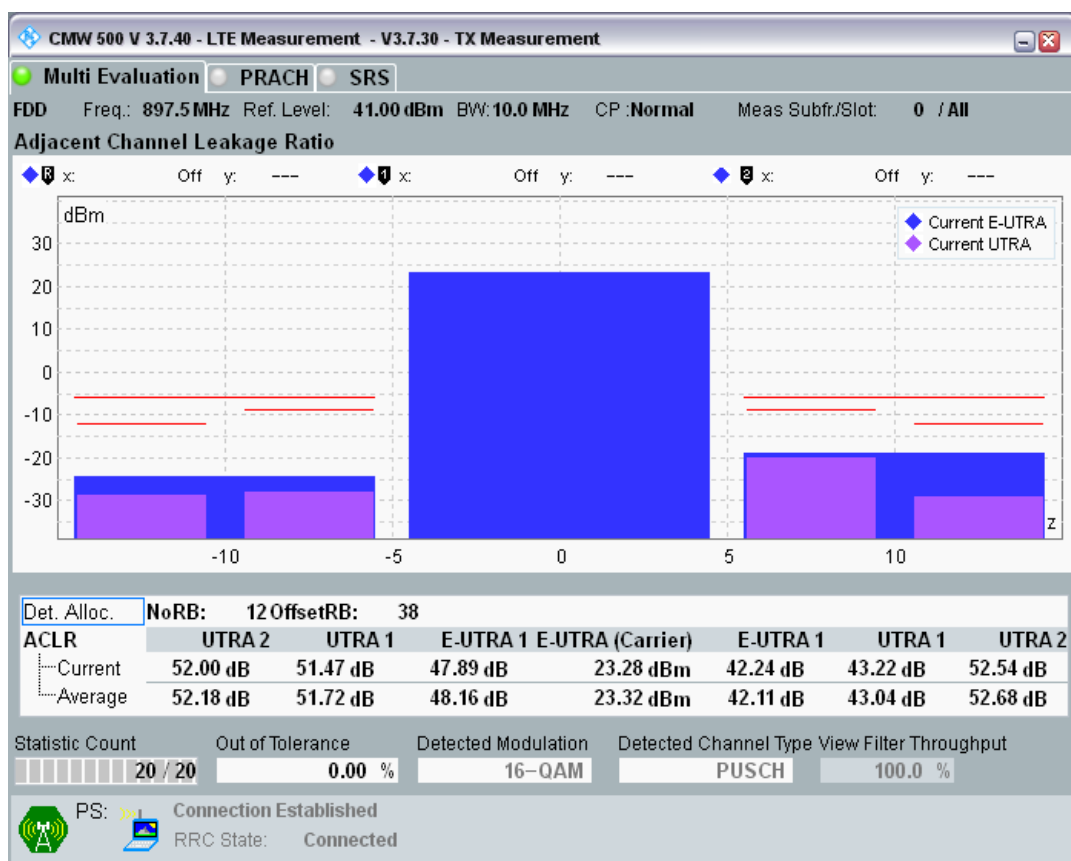 CMW 500 V 3.7.40 - LTE Measurement - V3.7.30 - TX Measurement
Multi Evaluation PRACH SRS
FDD Freq.: 897.5 MHz Ref. Level: 41.00 dBm BW: 10.0 MHz CP :Normal Meas Subfr./Slot: 0 / All
Adjacent Channel Leakage Ratio
R x: Off y: --- 1 x: Off y: --- 2 x: Off y: ---
dBm
Current E-UTRA
Current UTRA
30
20
10
0
-10
-20
-30
z
-10 -5 0 5 10
Det. Alloc. NoRB: 12 OffsetRB: 38
ACLR UTRA 2 UTRA 1 E-UTRA 1 E-UTRA (Carrier) E-UTRA 1 UTRA 1 UTRA 2
Current 52.00 dB 51.47 dB 47.89 dB 23.28 dBm 42.24 dB 43.22 dB 52.54 dB
Average 52.18 dB 51.72 dB 48.16 dB 23.32 dBm 42.11 dB 43.04 dB 52.68 dB
Statistic Count Out of Tolerance Detected Modulation Detected Channel Type View Filter Throughput
20 / 20 0.00 % 16-QAM PUSCH 100.0 %
PS: Connection Established
RRC State: Connected